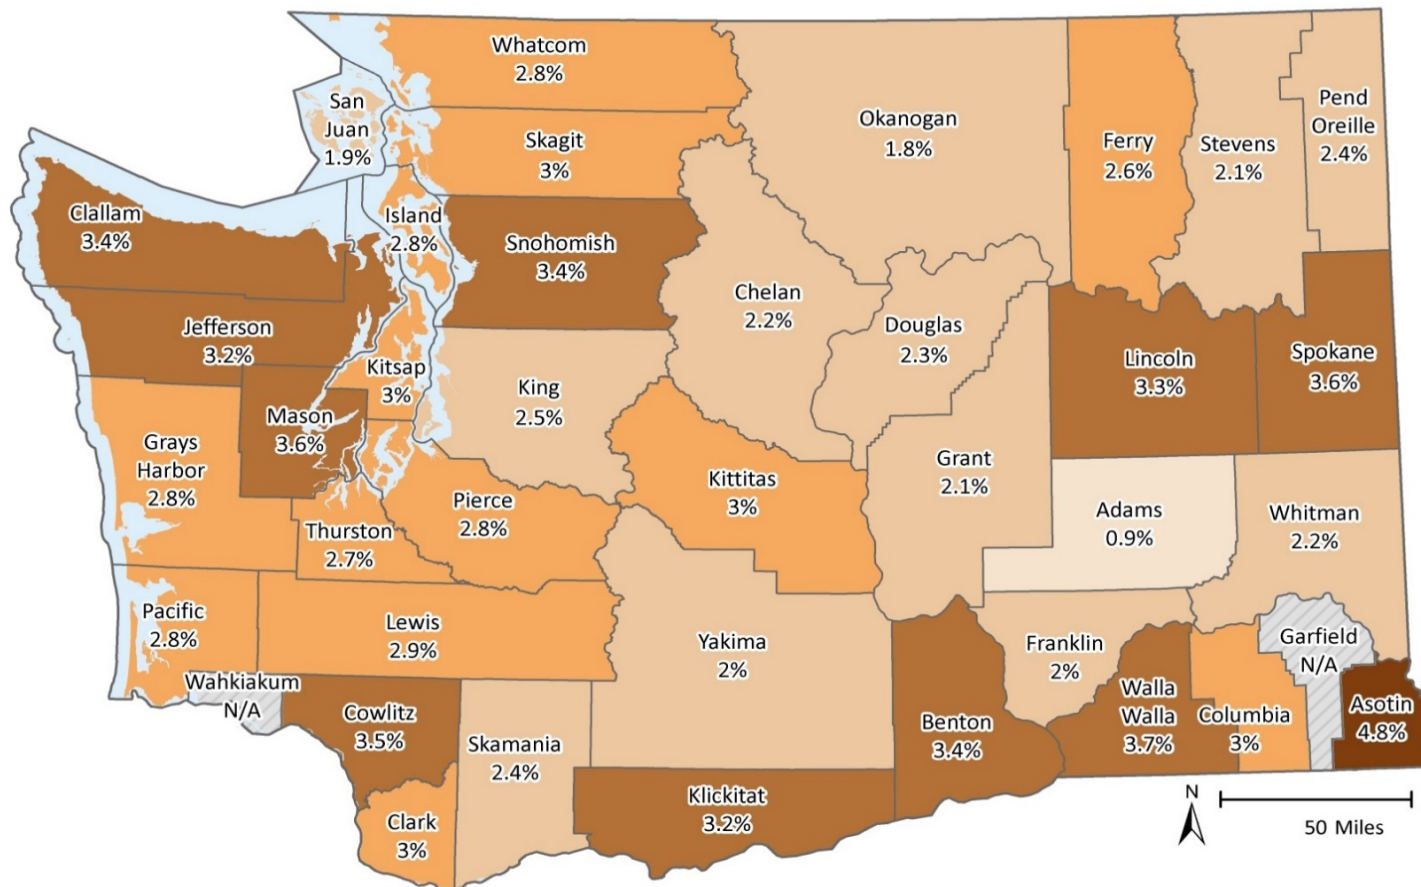 Whatcom
2.8%
San
Juan
1.9%
Skagit
3%
Okanogan
1.8%
Ferry
2.6%
Stevens
2.1%
Pend
Oreille
2.4%
Clallam
3.4%
Island
2.8%
Snohomish
3.4%
Chelan
2.2%
Douglas
2.3%
Jefferson
3.2%
Kitsap
3%
King
2.5%
Lincoln
3.3%
Spokane
3.6%
Mason
3.6%
Grays
Harbor
2.8%
Kittitas
3%
Grant
2.1%
Pierce
2.8%
Thurston
2.7%
Adams
0.9%
Whitman
2.2%
Pacific
2.8%
Lewis
2.9%
Yakima
2%
Franklin
2%
Garfield
N/A
Wahkiakum
N/A
Cowlitz
3.5%
Skamania
2.4%
Benton
3.4%
Walla
Walla
3.7%
Columbia
3%
Asotin
4.8%
Klickitat
3.2%
Clark
3%
N
50 Miles